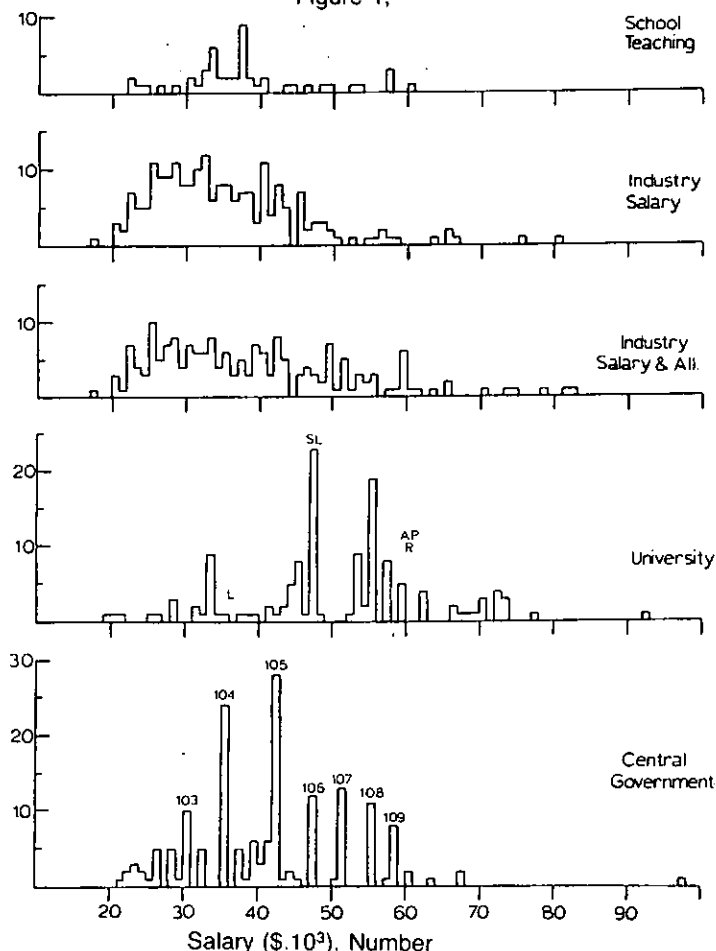 Figure 1,
10
School
Teaching
10
Industry
Salary
10
Industry
Salary & All.
20
10
SL
L
AP
R
University
30
20
10
103
104
105
106
107
108
109
Central
Government
20 30 40 50 60 70 80 90
Salary ($.10³), Number